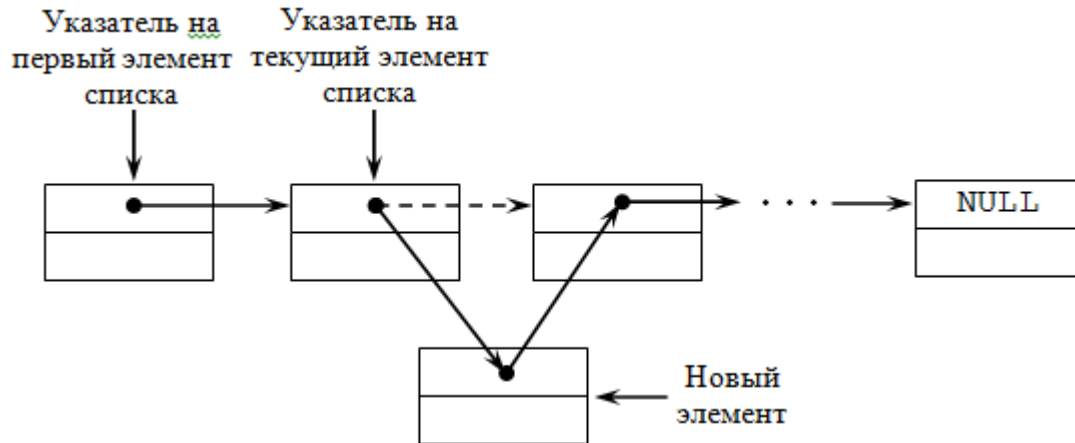 Указатель на
первый элемент
списка
Указатель на
текущий элемент
списка
NULL
Новый
элемент